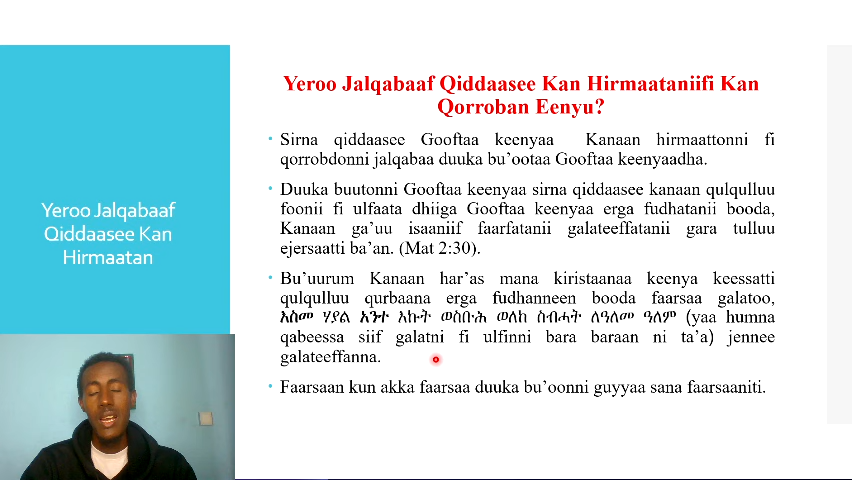 Yeroo Jalqabaaf
Qiddaasee Kan
Hirmaatan
Yeroo Jalqabaaf Qiddaasee Kan Hirmaataniifi Kan
Qorroban Eenyu?
Sirna qiddaasee Gooftaa keenyaa Kanaan hirmaattonni fi
qorrobdonni jalqabaa duuka bu’ootaa Gooftaa keenyaadha.
Duuka buutonni Gooftaa keenyaa sirna qiddaasee kanaan qulqulluu
foonii fi ulfaata dhiiga Gooftaa keenyaa erga fudhatanii booda,
Kanaan ga’uu isaaniif faarfatanii galateeffatanii gara tulluu
ejersaatti ba’an. (Mat 2:30).
Bu’uurum Kanaan har’as mana kiristaanaa keenya keessatti
qulqulluu qurbaana erga fudhanneen booda faarsaa galatoo,
እስመ ኃያል አንተ እኩት ወስቡሕ ወለከ ስብሓት ለዓለመ ዓለም (yaa humna
qabeessa siif galatni fi ulfinni bara baraan ni ta’a) jennee
galateeffanna.
Faarsaan kun akka faarsaa duuka bu’oonni guyyaa sana faarsaaniti.